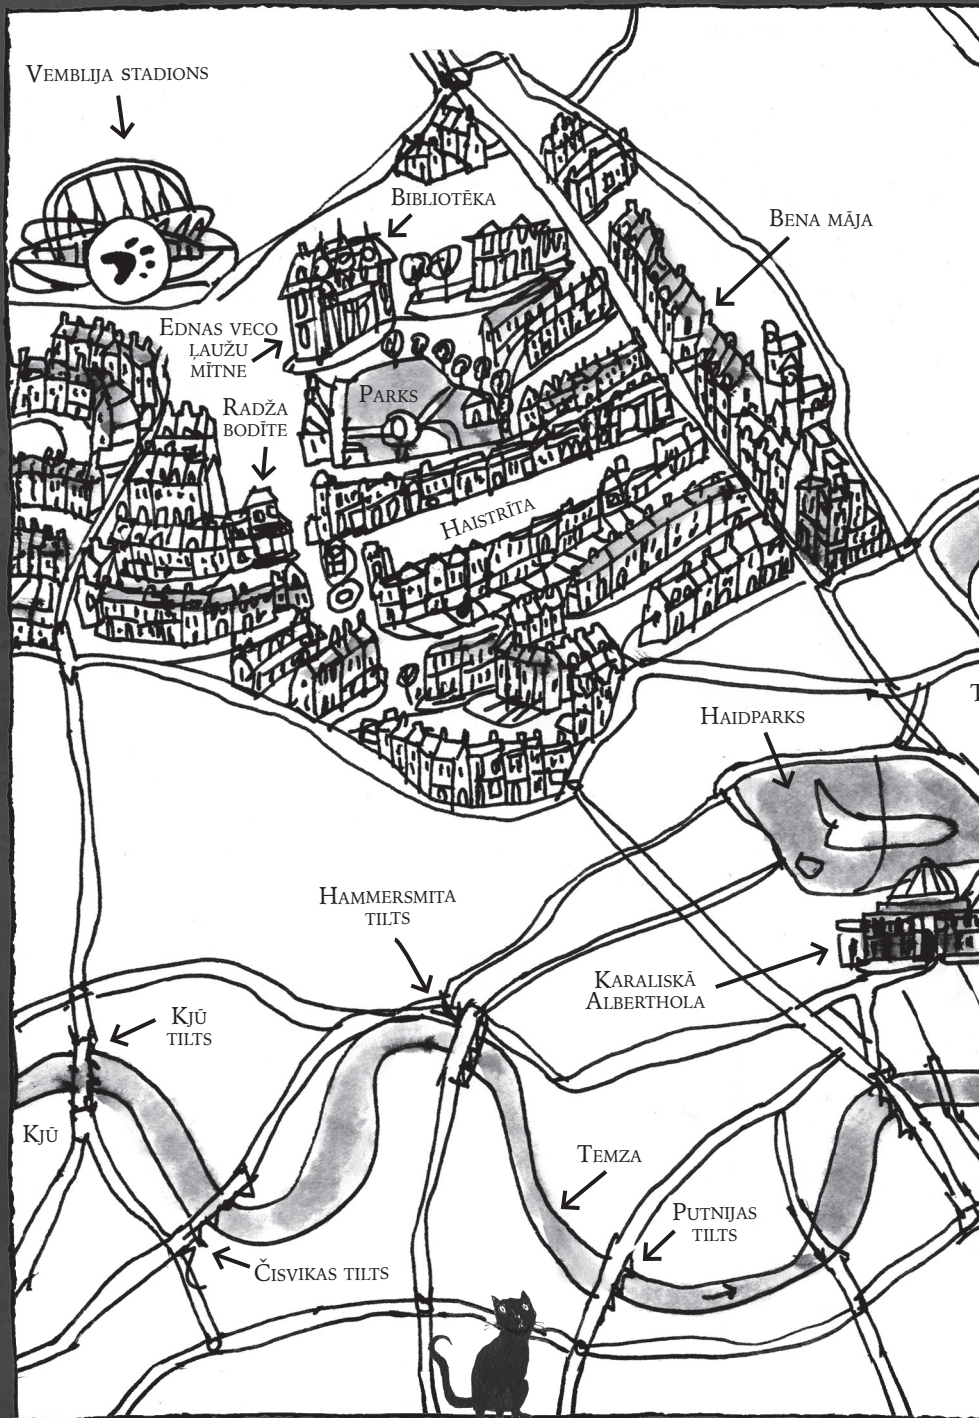 Vemblija stadions
Bibliotēka
Bena māja
Ednas veco
ļaužu
mītne
Parks
Radža
bodīte
Haistrīta
T
Haidparks
Hammersmita
tilts
Karaliskā
Alberthola
Kjū
tilts
Kjū
Temza
Putnijas
tilts
Čisvikas tilts